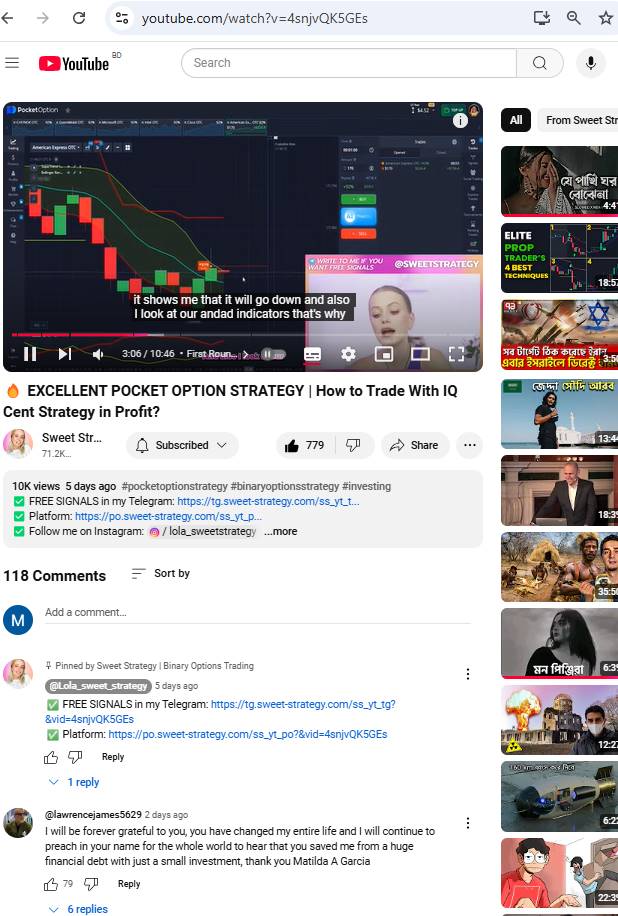 youtube.com/watch?v=4snjvQK5GEs
YouTube
BD
Search
PocketOption
American Express OTC
WRITE TO ME IF YOU
WANT FREE SIGNALS
@SWEETSTRATEGY
it shows me that it will go down and also
I look at our andad indicators that's why
3:06 / 10:46 • First Roun...
🔥 EXCELLENT POCKET OPTION STRATEGY | How to Trade With IQ
Cent Strategy in Profit?
Sweet Str...
71.2K...
Subscribed
779
Share
10K views 5 days ago #pocketoptionstrategy #binaryoptionsstrategy #investing
✅ FREE SIGNALS in my Telegram: https://tg.sweet-strategy.com/ss_yt_t...
✅ Platform: https://po.sweet-strategy.com/ss_yt_p...
✅ Follow me on Instagram: / lola_sweetstrategy ...more
118 Comments
Sort by
M
Add a comment...
Pinned by Sweet Strategy | Binary Options Trading
@Lola_sweet_strategy 5 days ago
✅ FREE SIGNALS in my Telegram: https://tg.sweet-strategy.com/ss_yt_tg?
&vid=4snjvQK5GEs
✅ Platform: https://po.sweet-strategy.com/ss_yt_po?&vid=4snjvQK5GEs
Reply
1 reply
@lawrencejames5629 2 days ago
I will be forever grateful to you, you have changed my entire life and I will continue to
preach in your name for the whole world to hear that you saved me from a huge
financial debt with just a small investment, thank you Matilda A Garcia
79
Reply
6 replies
All
From Sweet Str
যে পাখি ঘর
বোঝেনা
4:4
ELITE
PROP
TRADER'S
4 BEST
TECHNIQUES
1
2
3
4
18:57
সব টার্গেট ঠিক করেছে ইরান
এবার ইসরাইলে ডিরেক্ট
3:50
জেদ্দা সৌদি আরব
13:44
18:39
35:50
মন পিঞ্জিরা
6:39
12:27
6:22
22:39